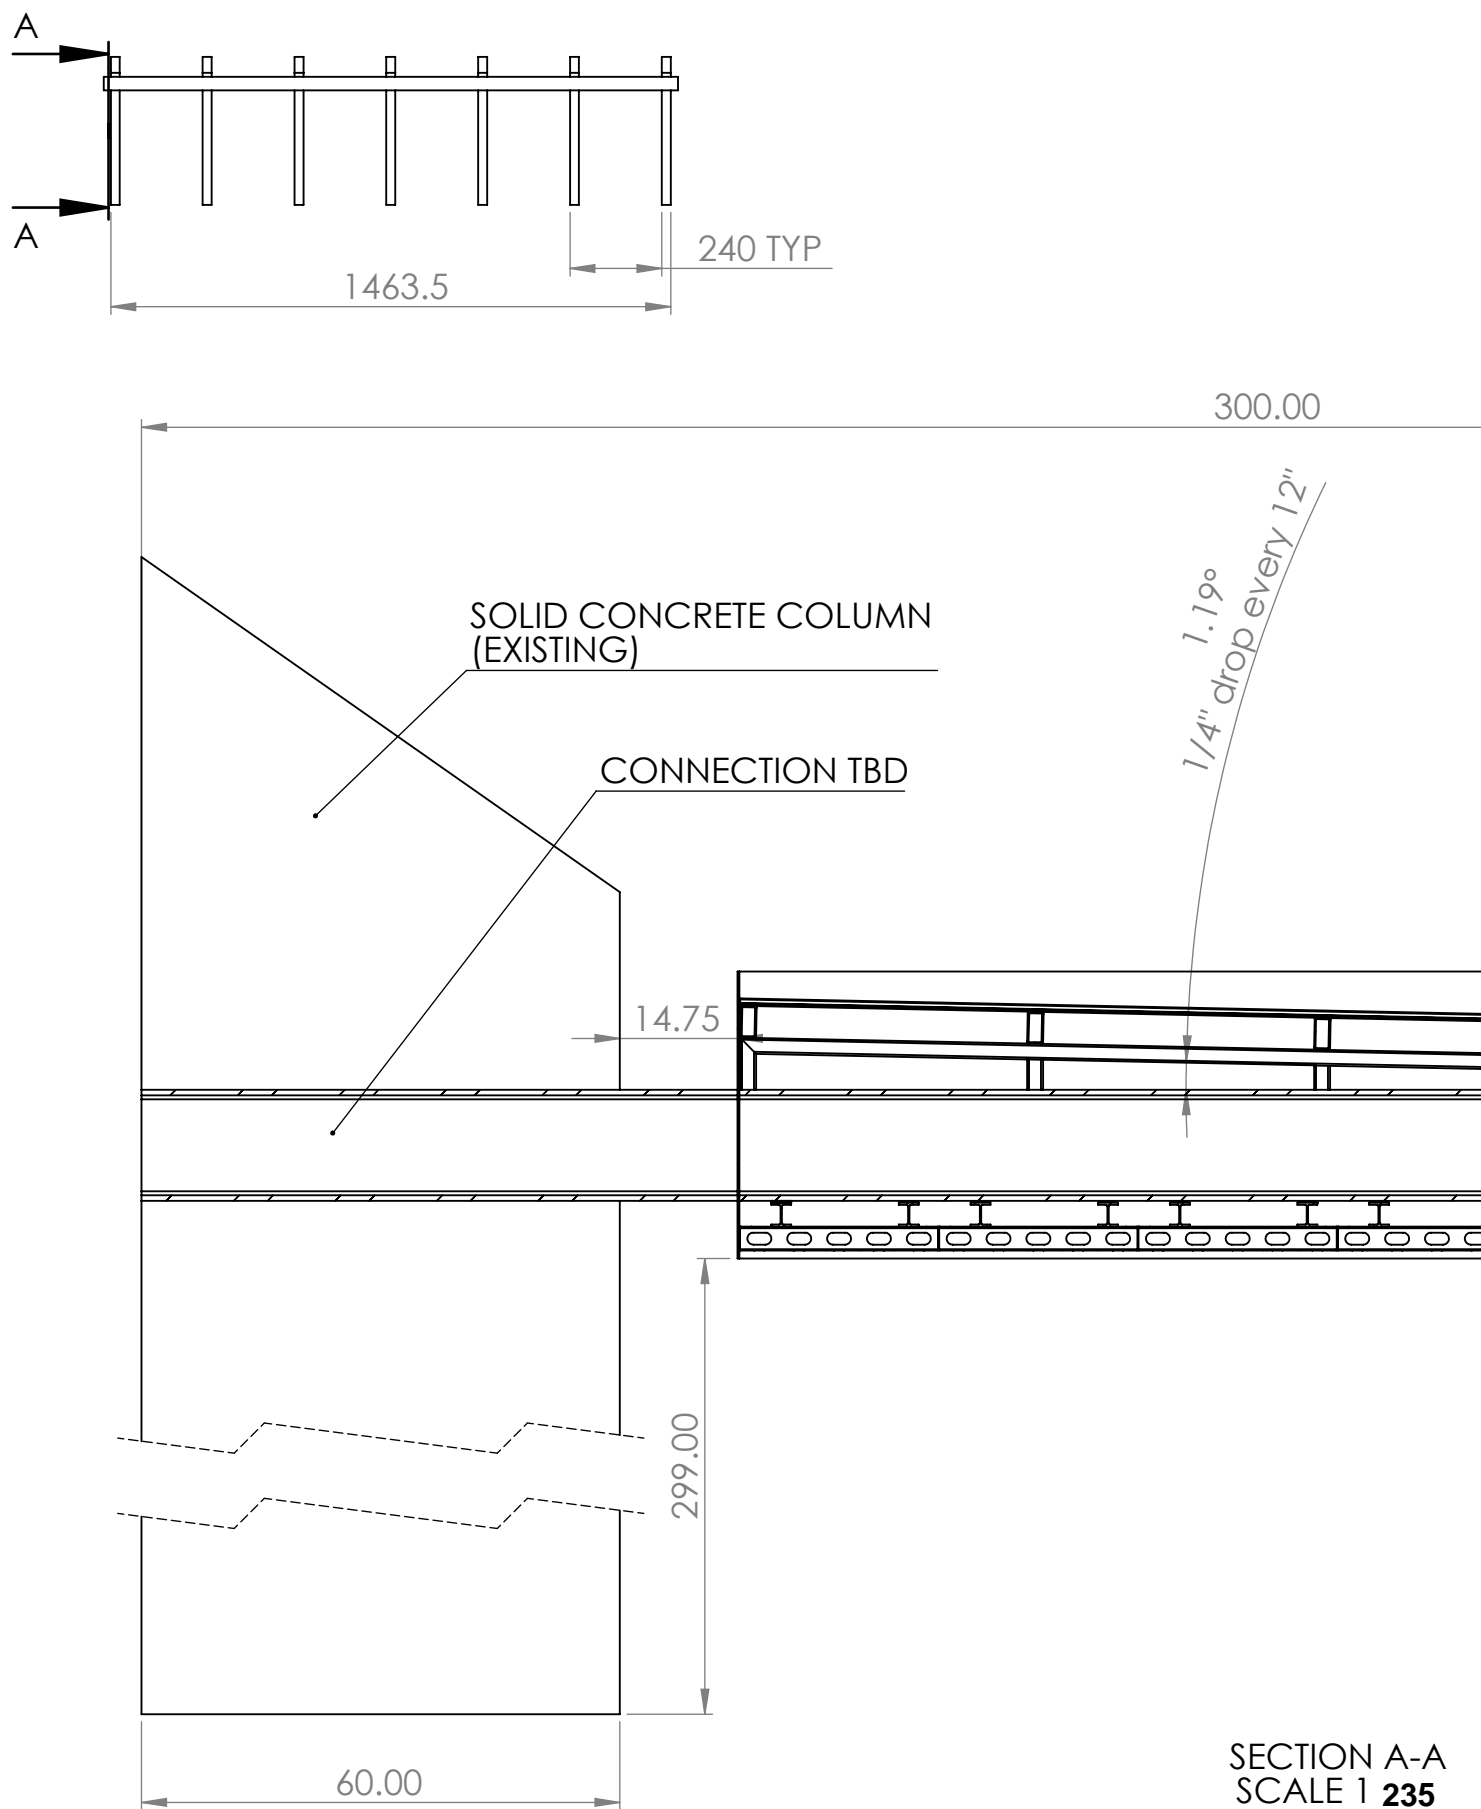 A
A
240 TYP
1463.5
300.00
1.19°
1/4" drop every 12"
SOLID CONCRETE COLUMN
(EXISTING)
CONNECTION TBD
14.75
299.00
60.00
SECTION A-A
SCALE 1 235